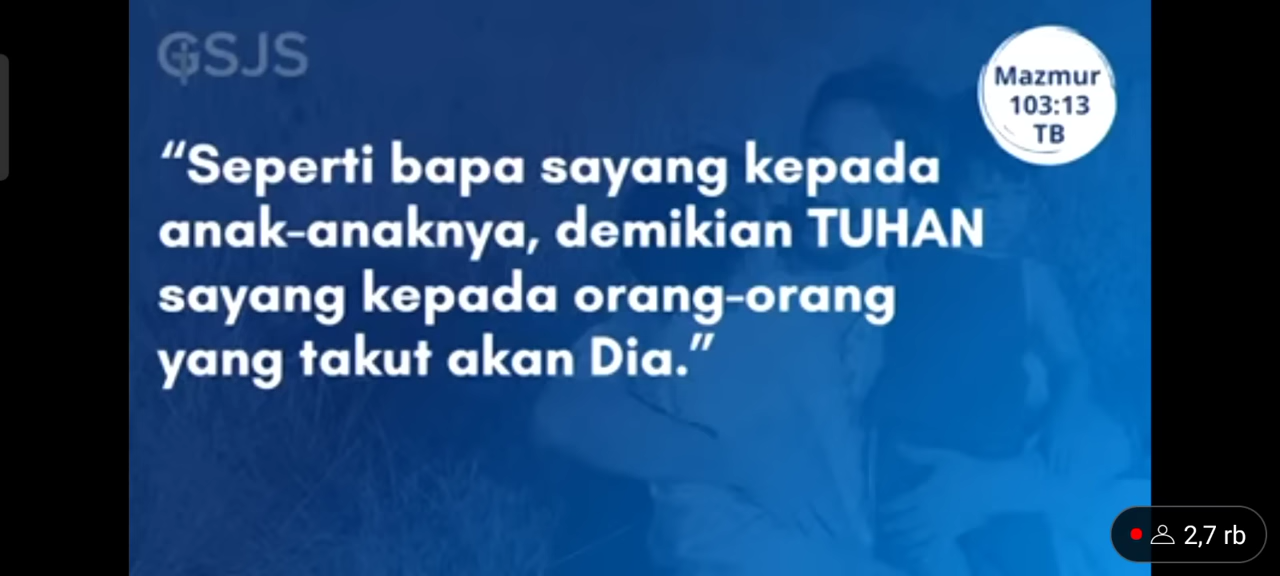 GSJS
Mazmur
103:13
TB
“Seperti bapa sayang kepada
anak-anaknya, demikian TUHAN
sayang kepada orang-orang
yang takut akan Dia.”
2,7 rb